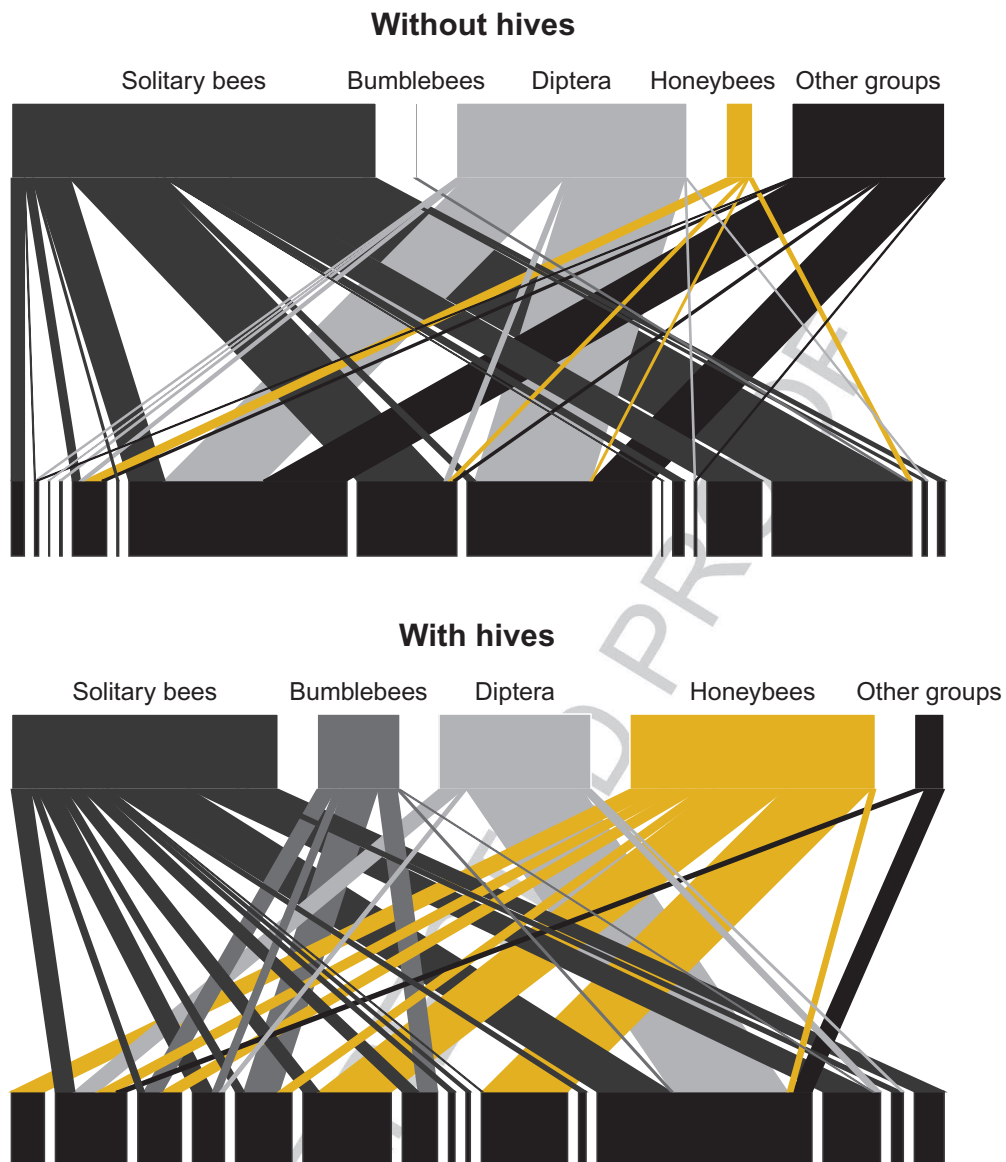 Without hives
Solitary bees Bumblebees Diptera Honeybees Other groups
With hives
Solitary bees Bumblebees Diptera Honeybees Other groups